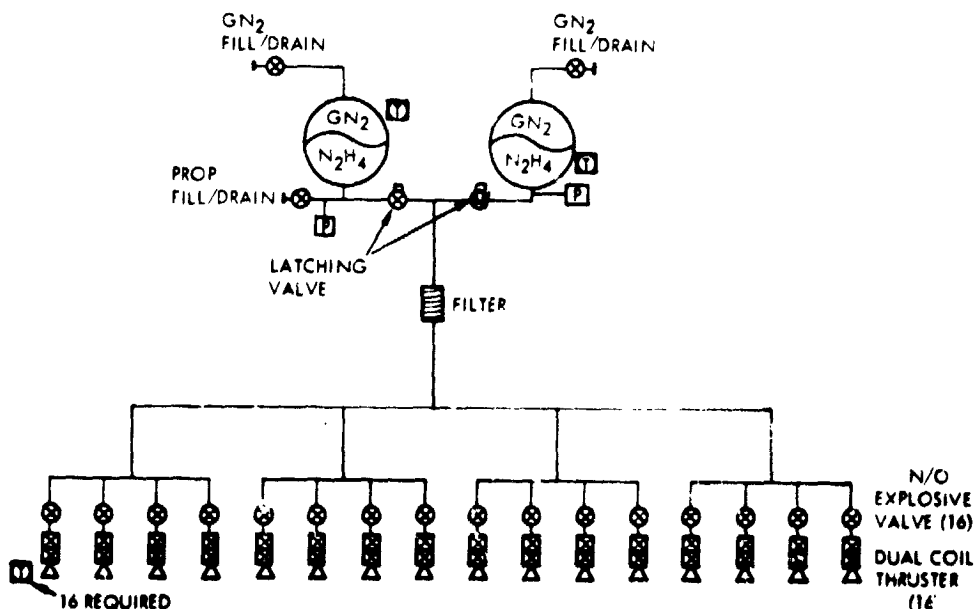 GN2
FILL/DRAIN
GN2
FILL/DRAIN
GN2
N2H4
T
GN2
N2H4
T
PROP
FILL/DRAIN
P
P
LATCHING
VALVE
FILTER
N/O
EXPLOSIVE
VALVE (16)
DUAL COIL
THRUSTER
(16
T
16 REQUIRED